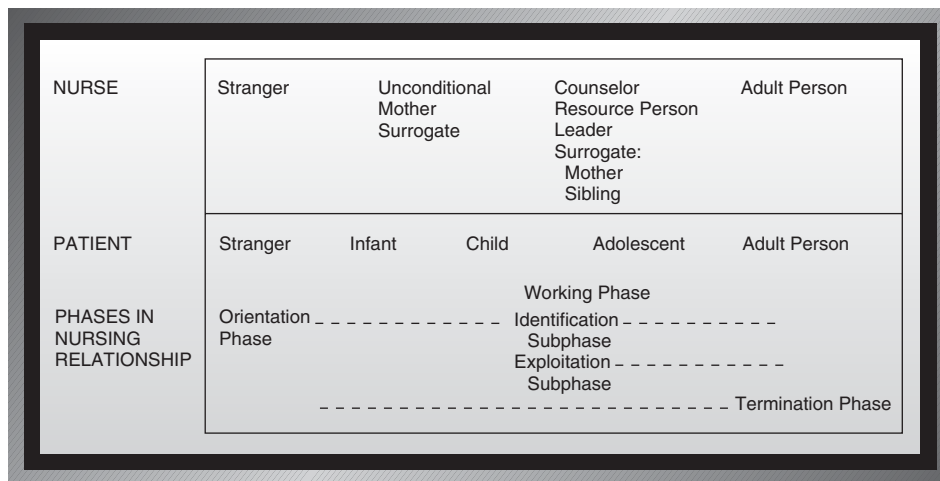 NURSE Stranger Unconditional Counselor Adult Person
Mother Resource Person
Surrogate Leader
Surrogate:
Mother
Sibling
PATIENT Stranger Infant Child Adolescent Adult Person
Working Phase
PHASES IN Orientation _ _ _ _ _ _ _ _ _ _ _ _ Identification _ _ _ _ _ _ _ _ _ _
NURSING Phase Subphase
RELATIONSHIP Exploitation _ _ _ _ _ _ _ _ _ _ _
Subphase
_ _ _ _ _ _ _ _ _ _ _ _ _ _ _ _ _ _ _ _ _ _ _ _ _ _ Termination Phase